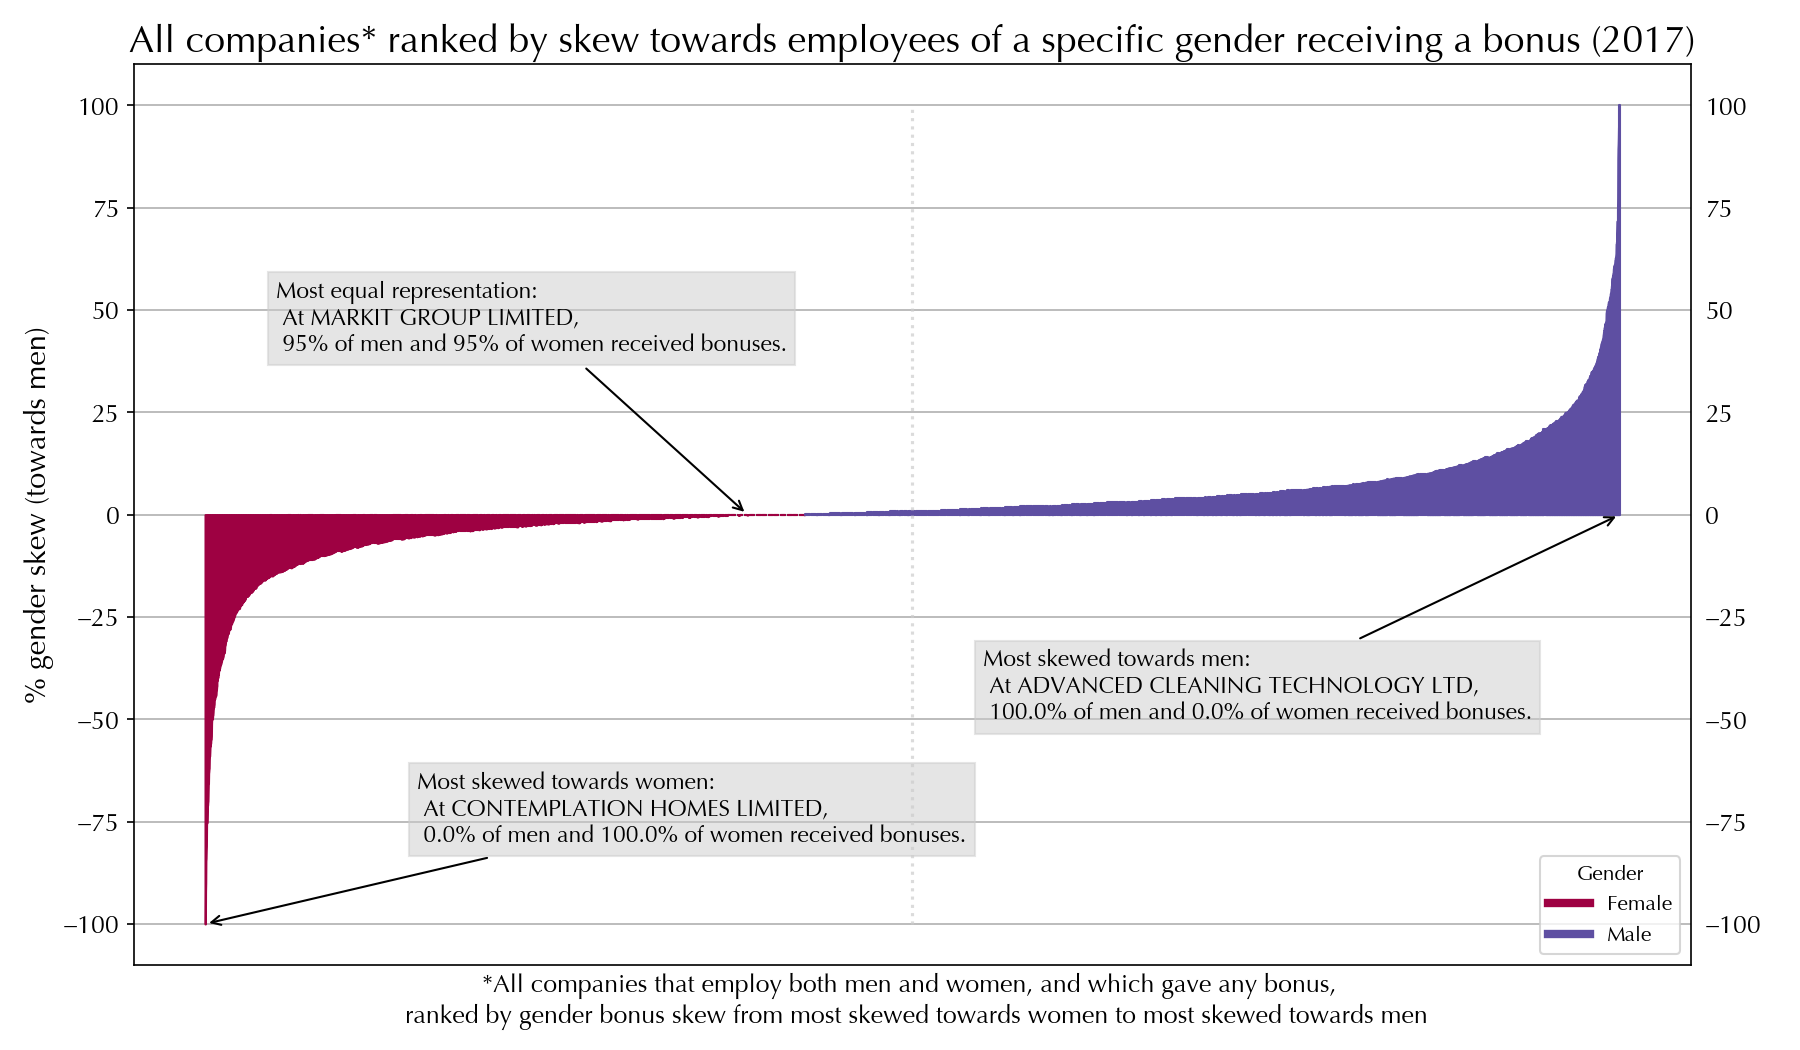 All companies* ranked by skew towards employees of a specific gender receiving a bonus (2017)
100
75
50
25
0
−25
−50
−75
−100
% gender skew (towards men)
100
75
50
25
0
−25
−50
−75
−100
Most equal representation:
At MARKIT GROUP LIMITED,
95% of men and 95% of women received bonuses.
Most skewed towards men:
At ADVANCED CLEANING TECHNOLOGY LTD,
100.0% of men and 0.0% of women received bonuses.
Most skewed towards women:
At CONTEMPLATION HOMES LIMITED,
0.0% of men and 100.0% of women received bonuses.
Gender
Female
Male
*All companies that employ both men and women, and which gave any bonus,
ranked by gender bonus skew from most skewed towards women to most skewed towards men